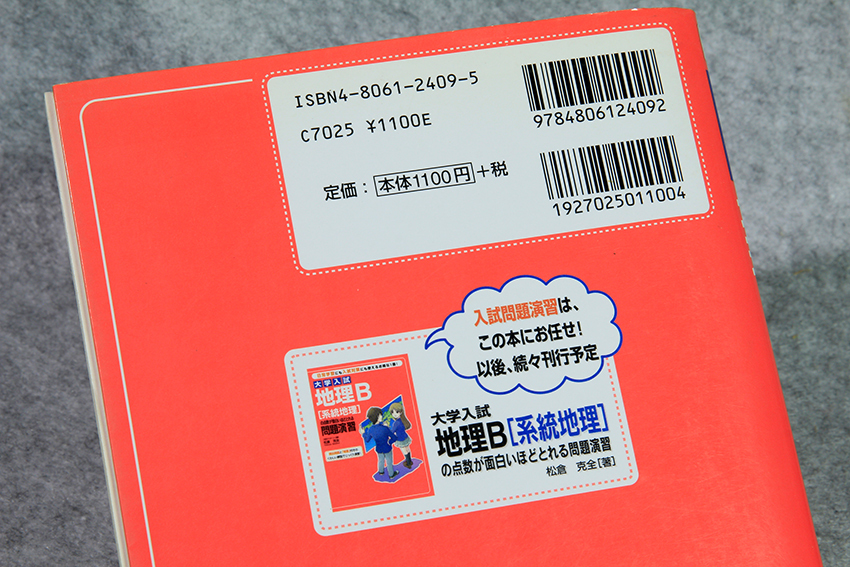 ISBN4-8061-2409-5
C7025 ¥1100E
定価：本体1100円+税
9784806124092
1927025011004
入試問題演習は、
この本にお任せ！
以後、続々刊行予定
大学入試
地理B
[系統地理]
問題演習
大学入試
地理B[系統地理]
の点数が面白いほどとれる問題演習
松倉 克全[著]